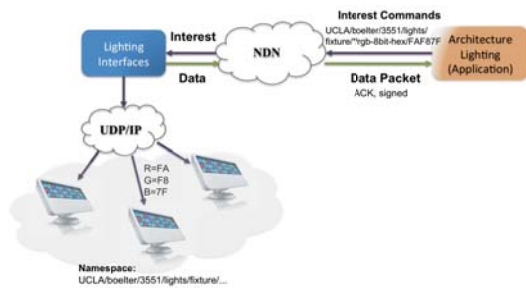 Interest Commands
UCLA/boelter/3551/lights/
fixture/"rgb-8bit-hex/FAF87F
Interest
Lighting
Interfaces
NDN
Architecture
Lighting
(Application)
Data
Data Packet
ACK, signed
UDP/IP
R=FA
G=F8
B=7F
Namespace:
UCLA/boelter/3551/lights/fixture/...